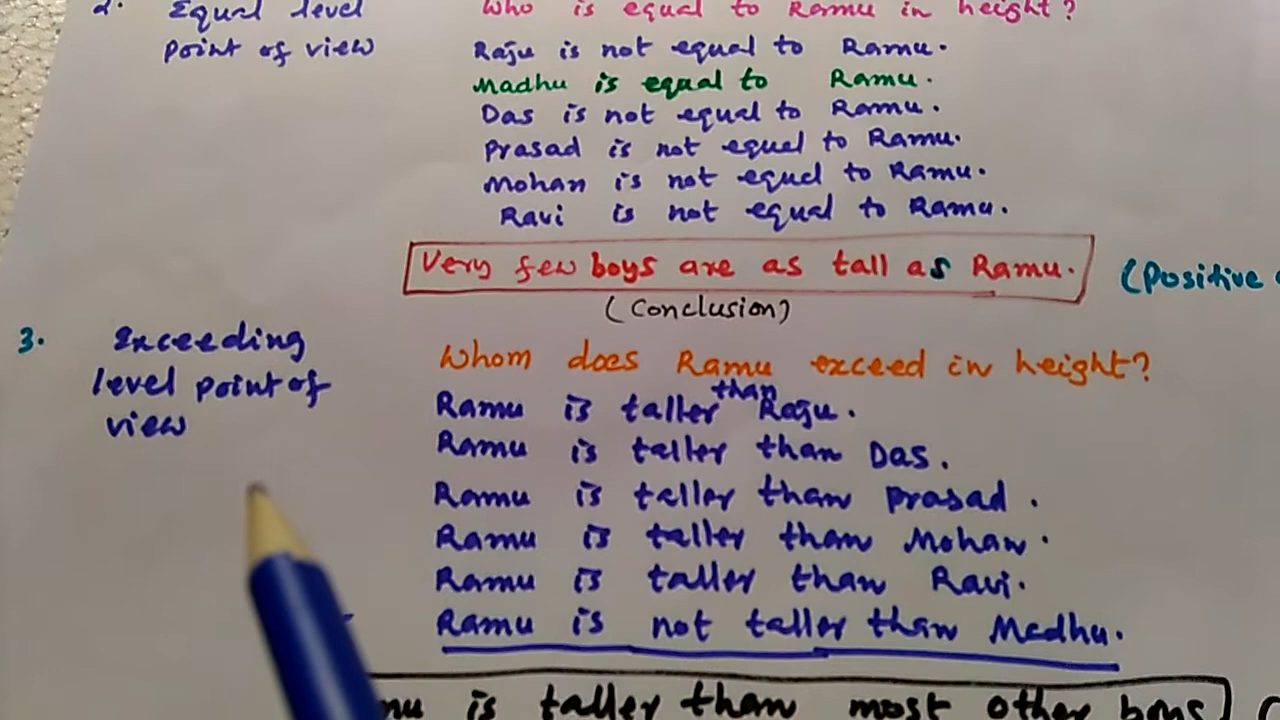 2. Equal level
point of view
Who is equal to Ramu in height?
Raju is not equal to Ramu.
Madhu is equal to Ramu.
Das is not equal to Ramu.
Prasad is not equal to Ramu.
Mohan is not equal to Ramu.
Ravi is not equal to Ramu.
Very few boys are as tall as Ramu. (Positive
(Conclusion)
3. Exceeding
level point of
view
Whom does Ramu exceed in height?
Ramu is taller than Raju.
Ramu is taller than Das.
Ramu is taller than Prasad.
Ramu is taller than Mohan.
Ramu is taller than Ravi.
Ramu is not taller than Madhu.
mu is taller than most other boys